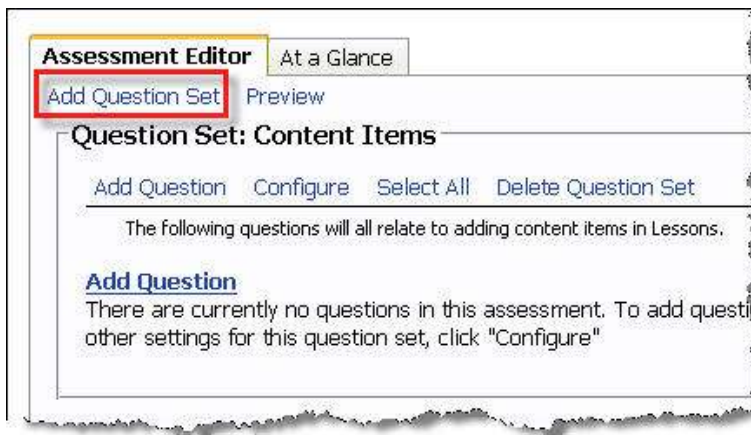 Assessment Editor At a Glance
Add Question Set Preview
Question Set: Content Items
Add Question Configure Select All Delete Question Set
The following questions will all relate to adding content items in Lessons.
Add Question
There are currently no questions in this assessment. To add
other settings for this question set, click "Configure"